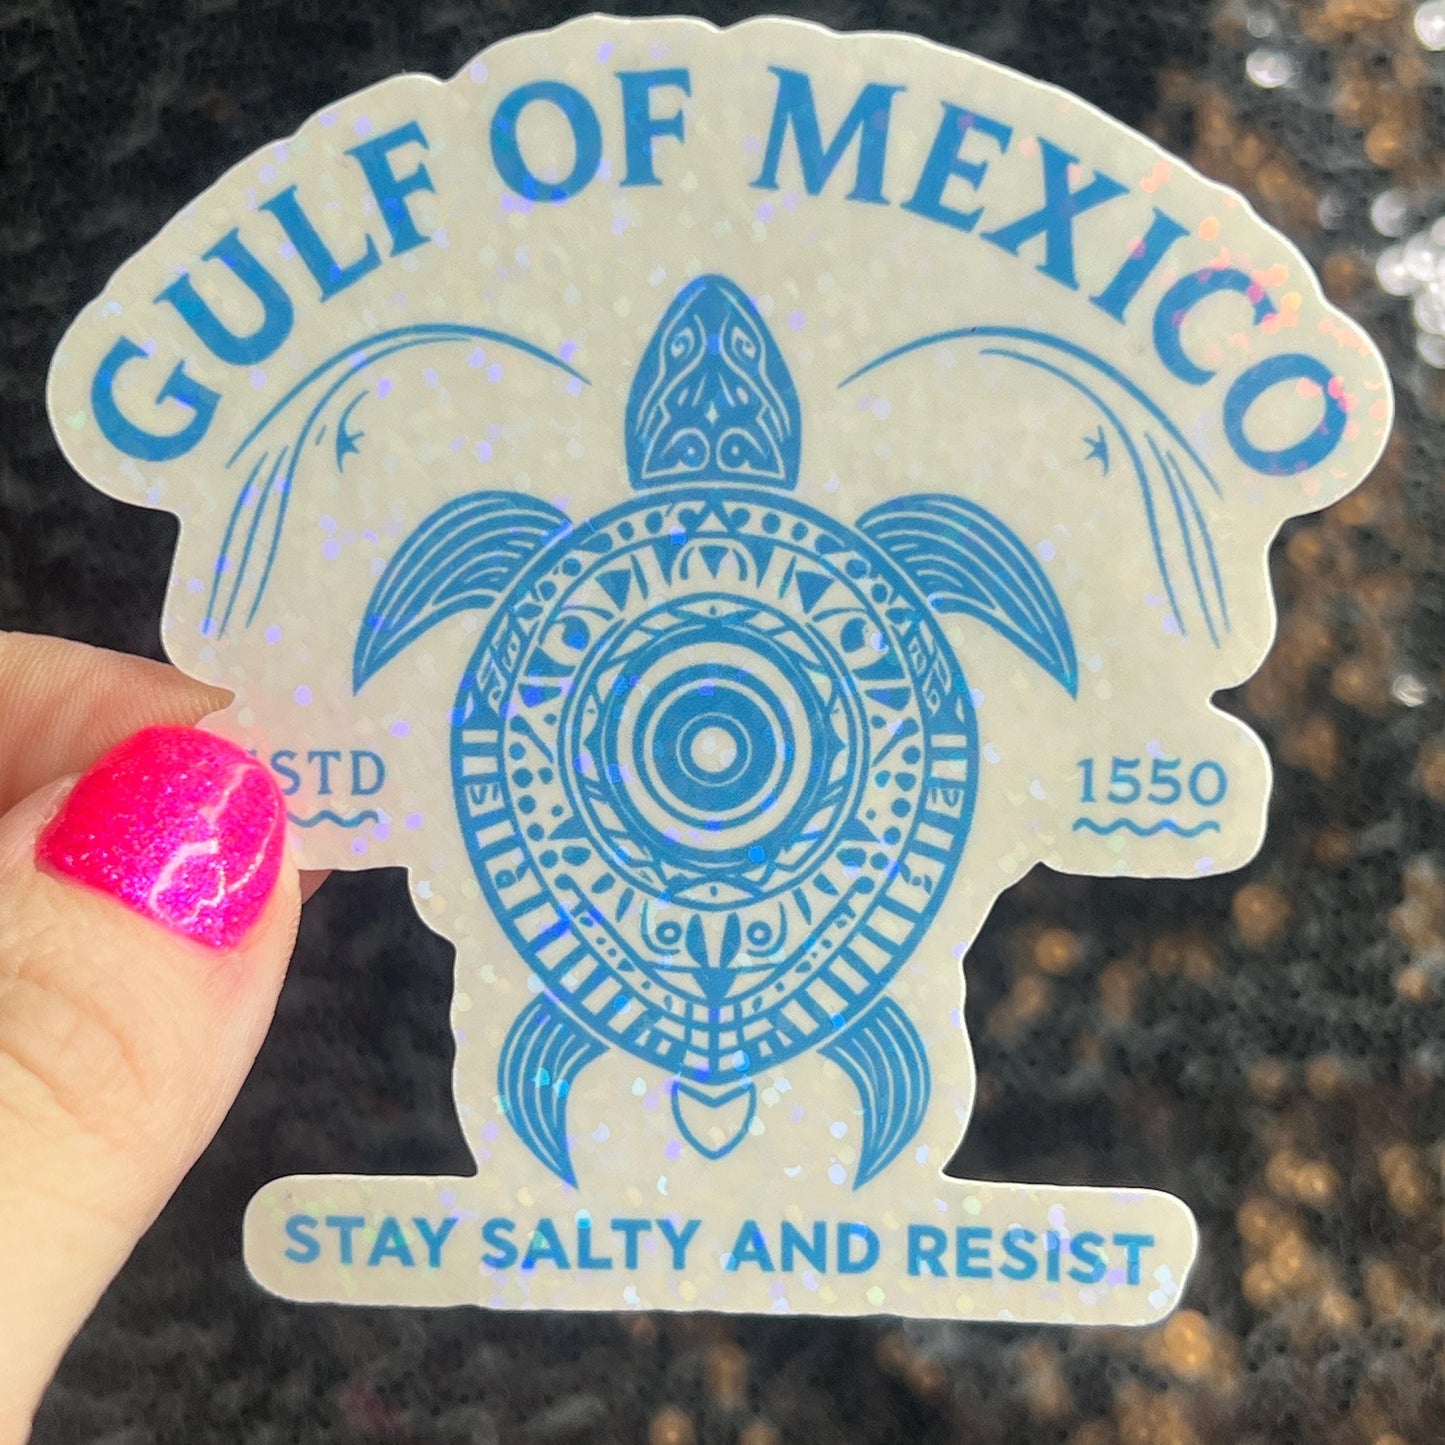 GULF OF MEXICO
STD 1550
STAY SALTY AND RESIST